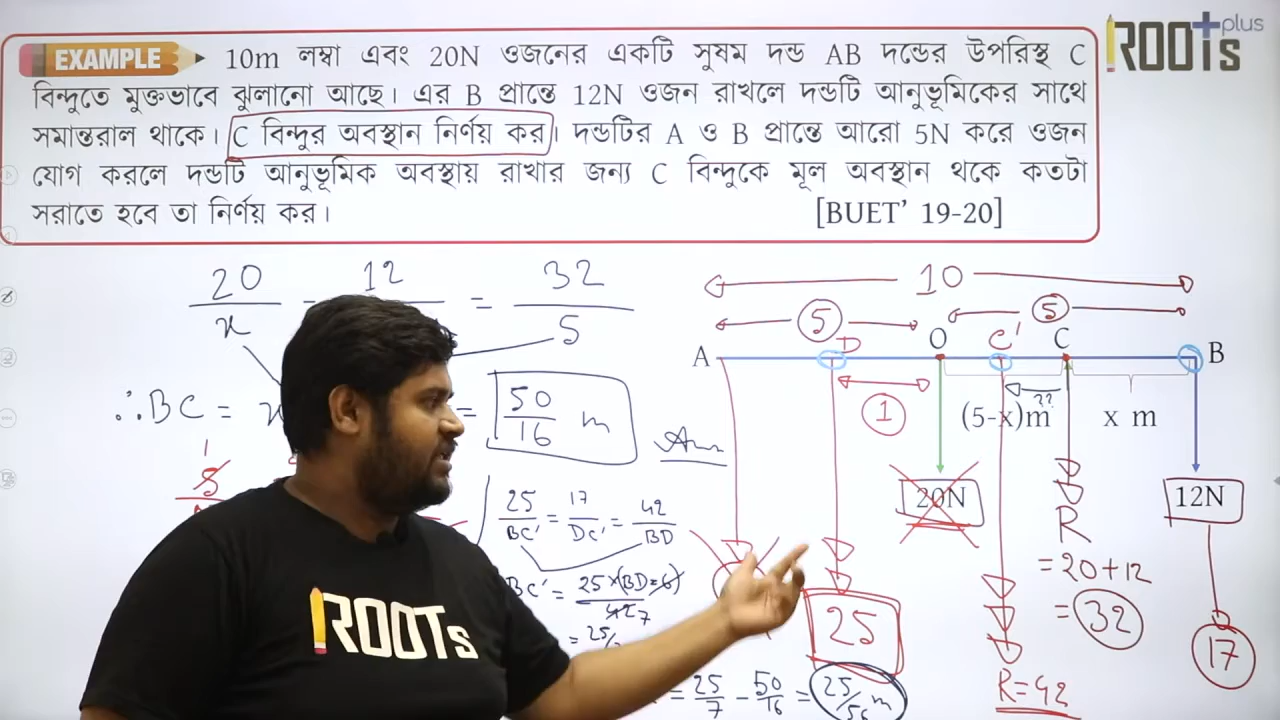 EXAMPLE
10m লম্বা এবং 20N ওজনের একটি সুষম দন্ড AB দন্ডের উপরিস্থ C
বিন্দুতে মুক্তভাবে ঝুলানো আছে। এর B প্রান্তে 12N ওজন রাখলে দন্ডটি আনুভূমিকের সাথে
সমান্তরাল থাকে। C বিন্দুর অবস্থান নির্ণয় কর। দন্ডটির A ও B প্রান্তে আরো 5N করে ওজন
যোগ করলে দন্ডটি আনুভূমিক অবস্থায় রাখার জন্য C বিন্দুকে মূল অবস্থান থেকে কতটা
সরাতে হবে তা নির্ণয় কর।
[BUET' 19-20]
ROOTs plus
20/x = 12 = 32/5
∴ BC = x = 50/16 m
Ans
25/BC' = 17/DC' = 42/BD
BC' = 25×(BD=6)/42 7
= 25/
= 25/7 - 50/16 = 25/56 m
10
5
5
A D O C' C B
1
(5-x)m
??
x m
20N
12N
R
= 20+12
= 32
25
17
R=42
ROOTs